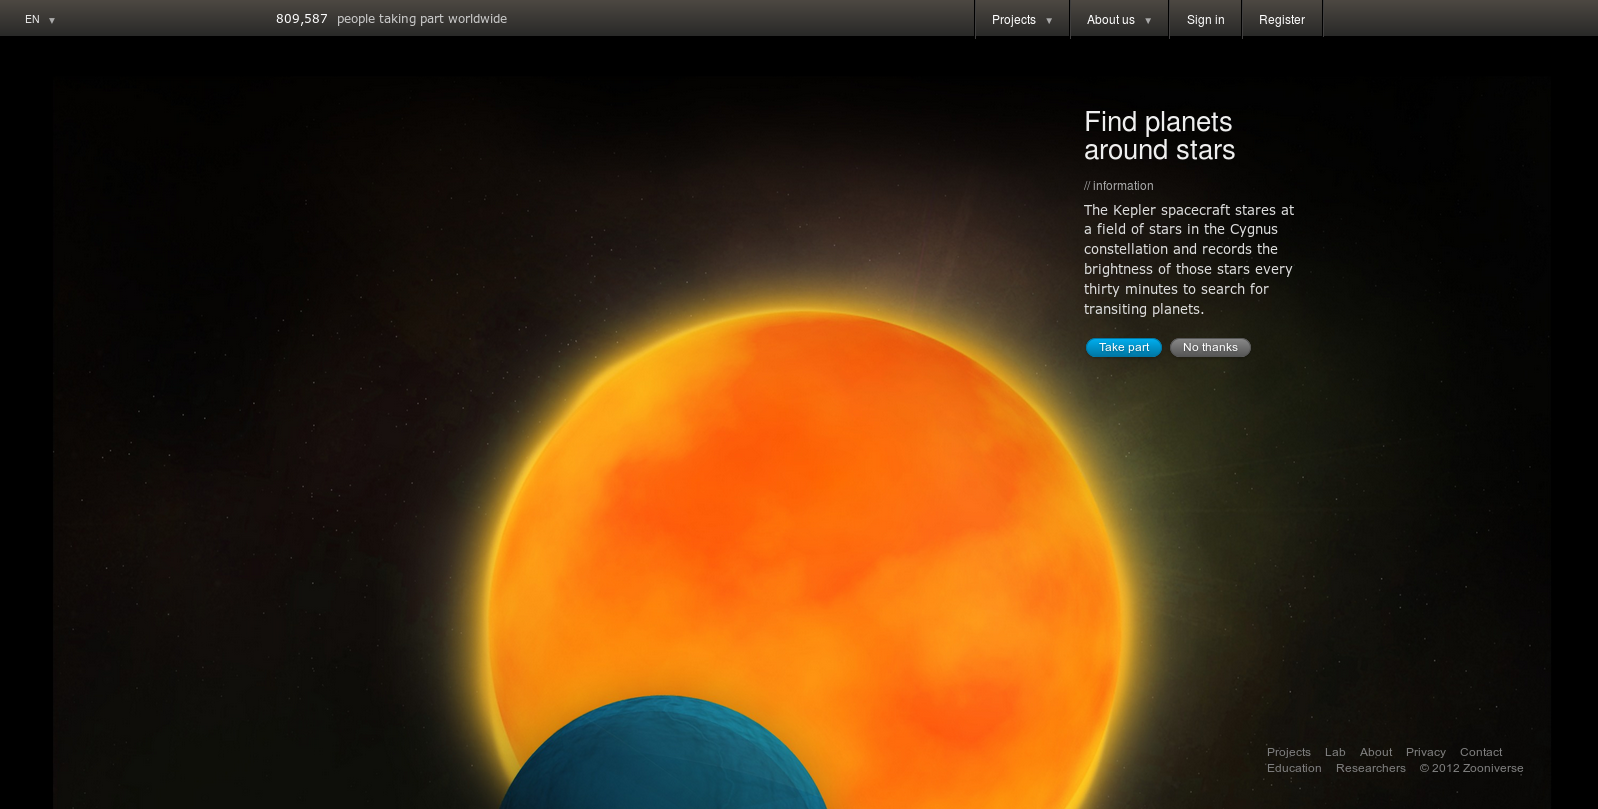 EN ▼
809,587 people taking part worldwide
Projects ▼ About us ▼ Sign in Register
Find planets
around stars
// information
The Kepler spacecraft stares at
a field of stars in the Cygnus
constellation and records the
brightness of those stars every
thirty minutes to search for
transiting planets.
Take part No thanks
Projects Lab About Privacy Contact
Education Researchers © 2012 Zooniverse